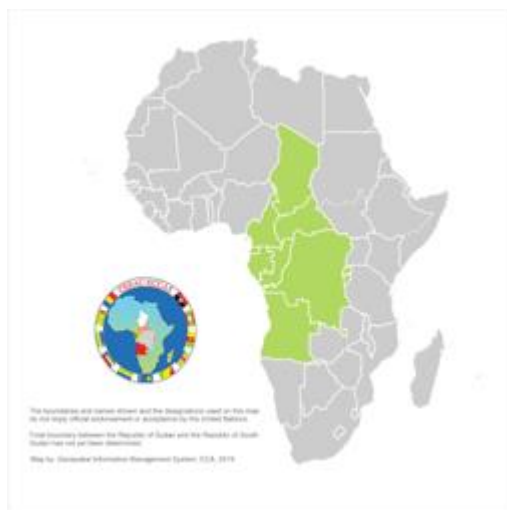 The boundaries and names shown and the designations used on this map
do not imply official endorsement or acceptance by the United Nations.
Final boundary between the Republic of Sudan and the Republic of South
Sudan has not yet been determined.
Map by: Geospatial Information Management System, ECA, 2019